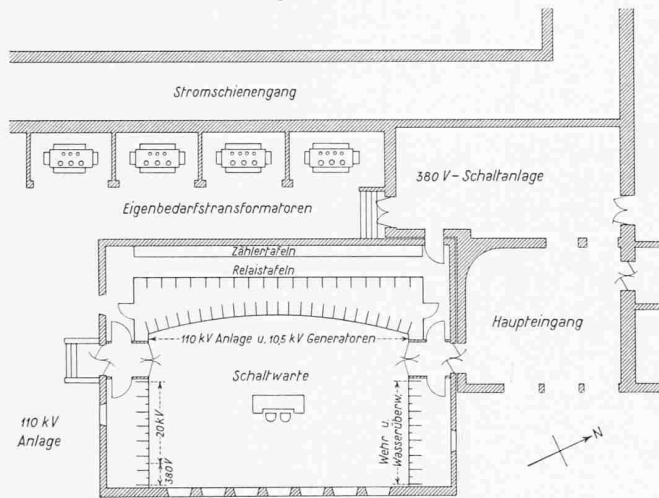 Stromschienengang
380 V-Schaltanlage
Eigenbedarfstransformatoren
Zählertafeln
Relaistafeln
110 kV Anlage u. 10,5 kV Generatoren
Haupteingang
Schaltwarte
110 kV
Anlage
20 kV
380 V
Wehr u.
Wasserüberw.
N